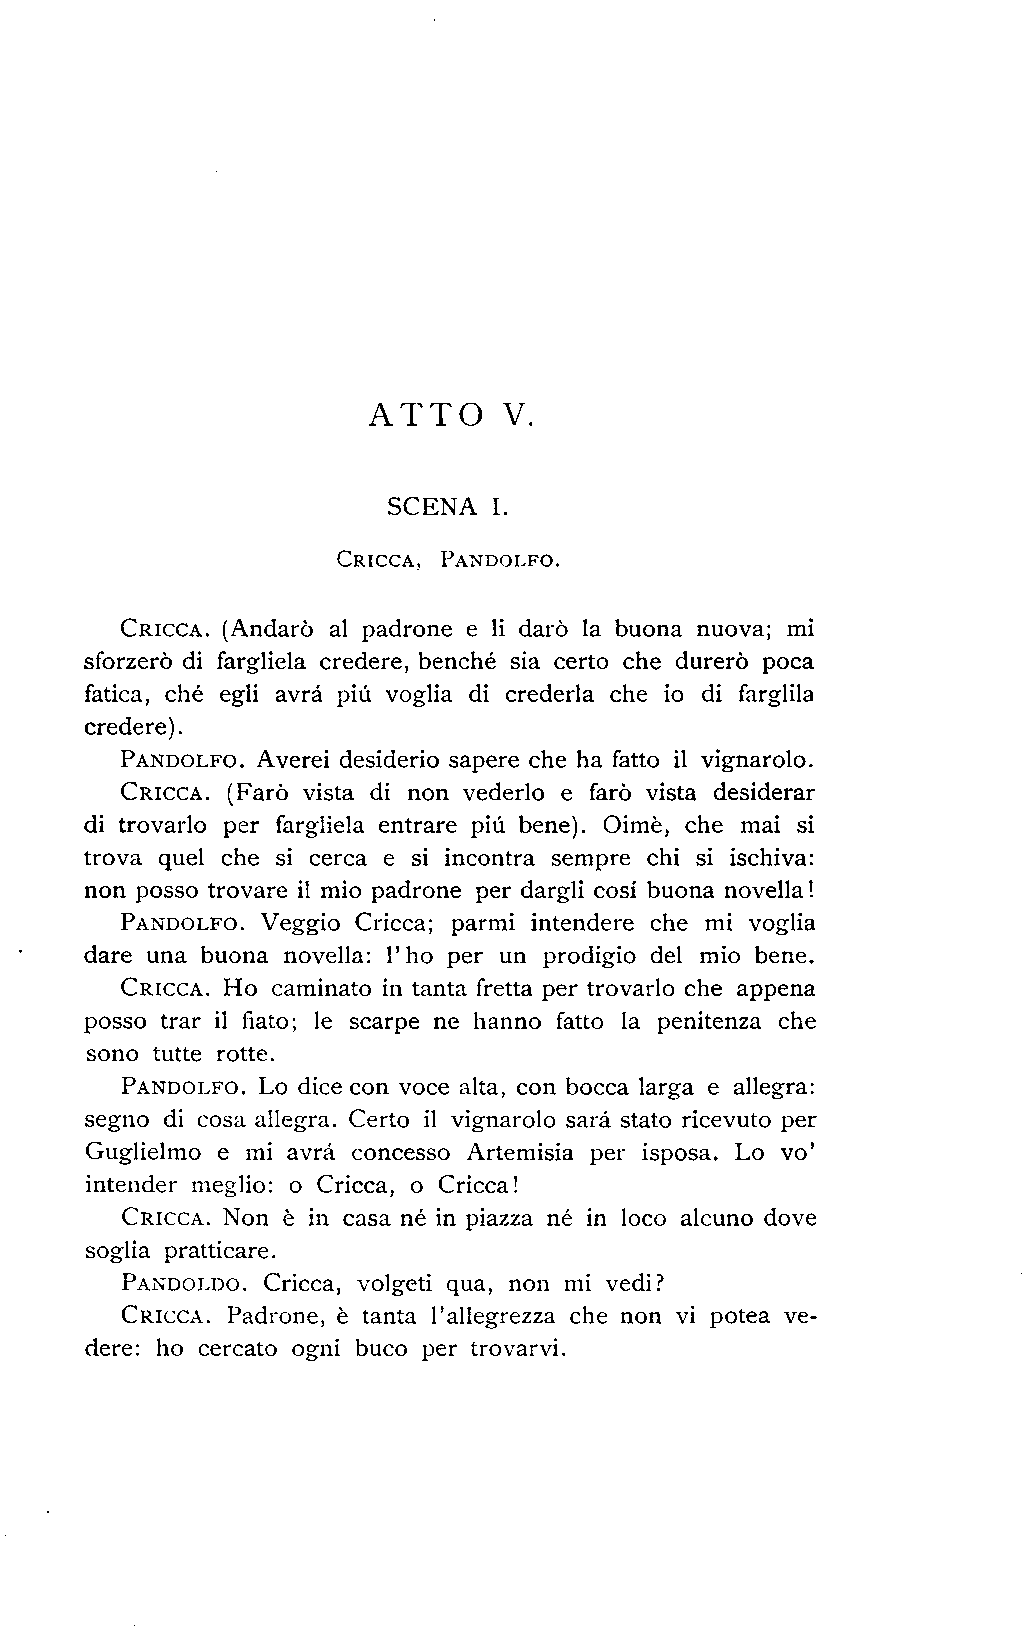 ATTO V.
SCENA I.
CRICCA, PANDOLFO.
CRICCA. (Andarò al padrone e li darò la buona nuova; mi
sforzerò di fargliela credere, benché sia certo che durerò poca
fatica, ché egli avrá piú voglia di crederla che io di farglila
credere).
PANDOLFO. Averei desiderio sapere che ha fatto il vignarolo.
CRICCA. (Farò vista di non vederlo e farò vista desiderar
di trovarlo per fargliela entrare piú bene). Oimè, che mai si
trova quel che si cerca e si incontra sempre chi si ischiva:
non posso trovare il mio padrone per dargli cosí buona novella!
PANDOLFO. Veggio Cricca; parmi intendere che mi voglia
dare una buona novella: l'ho per un prodigio del mio bene.
CRICCA. Ho caminato in tanta fretta per trovarlo che appena
posso trar il fiato; le scarpe ne hanno fatto la penitenza che
sono tutte rotte.
PANDOLFO. Lo dice con voce alta, con bocca larga e allegra:
segno di cosa allegra. Certo il vignarolo sará stato ricevuto per
Guglielmo e mi avrá concesso Artemisia per isposa. Lo vo'
intender meglio: o Cricca, o Cricca!
CRICCA. Non è in casa né in piazza né in loco alcuno dove
soglia pratticare.
PANDOLDO. Cricca, volgeti qua, non mi vedi?
CRICCA. Padrone, è tanta l'allegrezza che non vi potea ve-
dere: ho cercato ogni buco per trovarvi.